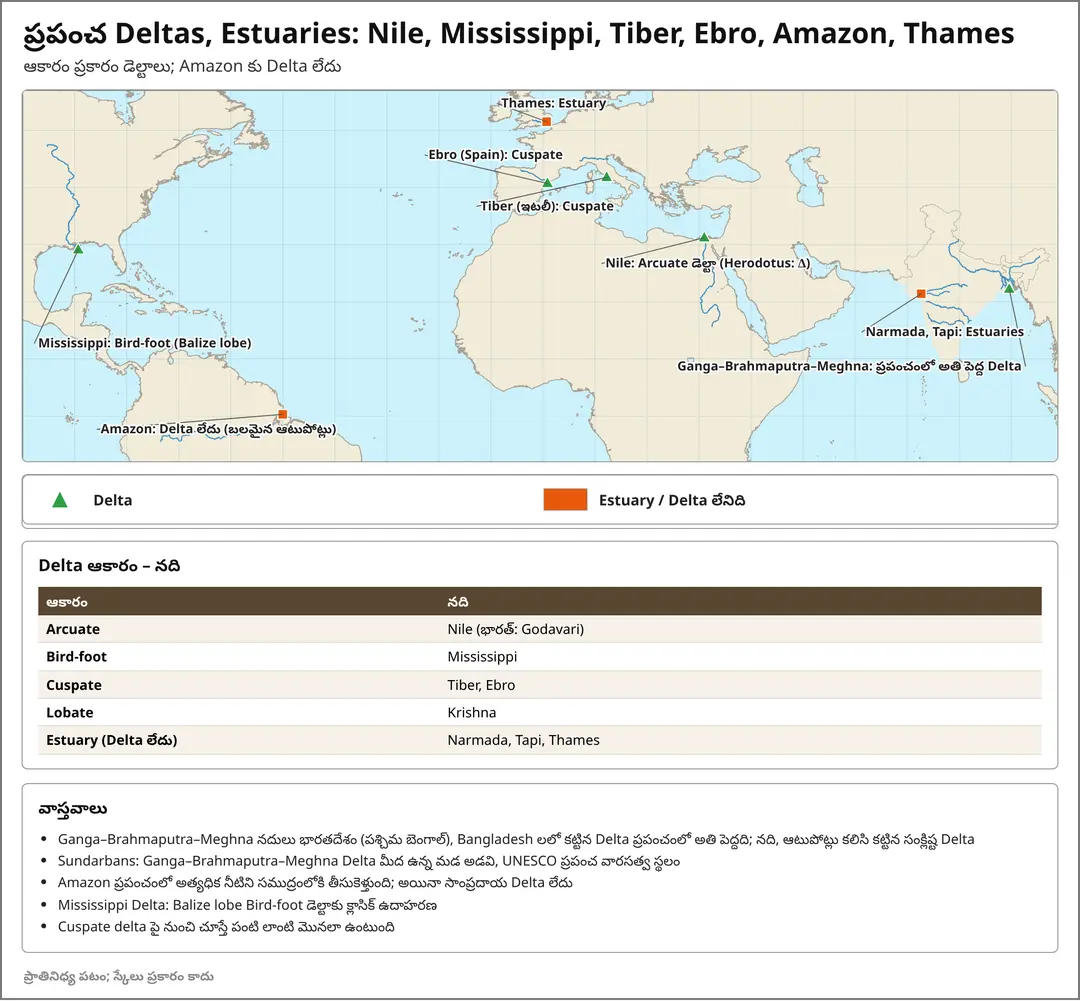 ప్రపంచ Deltas, Estuaries: Nile, Mississippi, Tiber, Ebro, Amazon, Thames
ఆకారం ప్రకారం డెల్టాలు; Amazon కు Delta లేదు
Thames: Estuary
Ebro (Spain): Cuspate
Tiber (ఇటలీ): Cuspate
Nile: Arcuate డెల్టా (Herodotus: Δ)
Narmada, Tapi: Estuaries
Mississippi: Bird-foot (Balize lobe)
Ganga–Brahmaputra–Meghna: ప్రపంచంలో అతి పెద్ద Delta
Amazon: Delta లేదు (బలమైన ఆటుపోట్లు)
Delta
Estuary / Delta లేనిది
Delta ఆకారం – నది
ఆకారం నది
Arcuate Nile (భారత్: Godavari)
Bird-foot Mississippi
Cuspate Tiber, Ebro
Lobate Krishna
Estuary (Delta లేదు) Narmada, Tapi, Thames
వాస్తవాలు
• Ganga–Brahmaputra–Meghna నదులు భారతదేశం (పశ్చిమ బెంగాల్), Bangladesh లలో కట్టిన Delta ప్రపంచంలో అతి పెద్దది; నది, ఆటుపోట్లు కలిసి కట్టిన సంక్లిష్ట Delta
• Sundarbans: Ganga–Brahmaputra–Meghna Delta మీద ఉన్న మడ అడవి, UNESCO ప్రపంచ వారసత్వ స్థలం
• Amazon ప్రపంచంలో అత్యధిక నీటిని సముద్రంలోకి తీసుకెళ్తుంది; అయినా సాంప్రదాయ Delta లేదు
• Mississippi Delta: Balize lobe Bird-foot డెల్టాకు క్లాసిక్ ఉదాహరణ
• Cuspate delta పై నుంచి చూస్తే పంటి లాంటి మొనలా ఉంటుంది
ప్రాతినిధ్య పటం; స్కేలు ప్రకారం కాదు